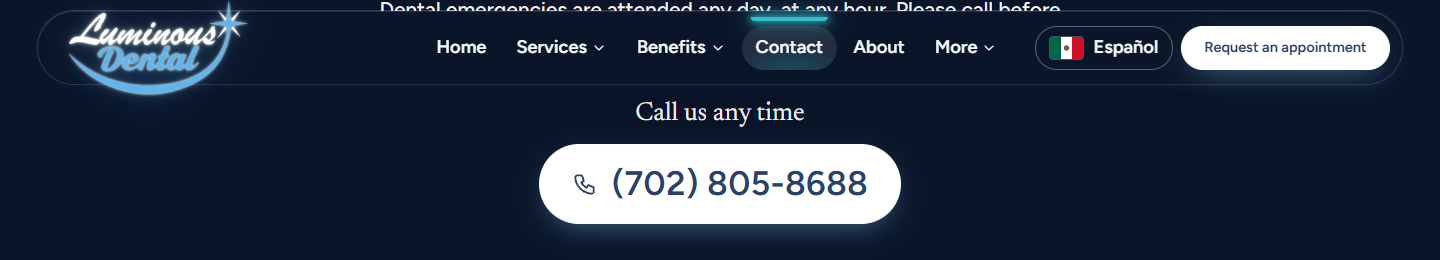 Dental emergencies are attended any day, at any hour. Please call before
Luminous
Dental
Home
Services
Benefits
Contact
About
More
Español
Request an appointment
Call us any time
(702) 805-8688